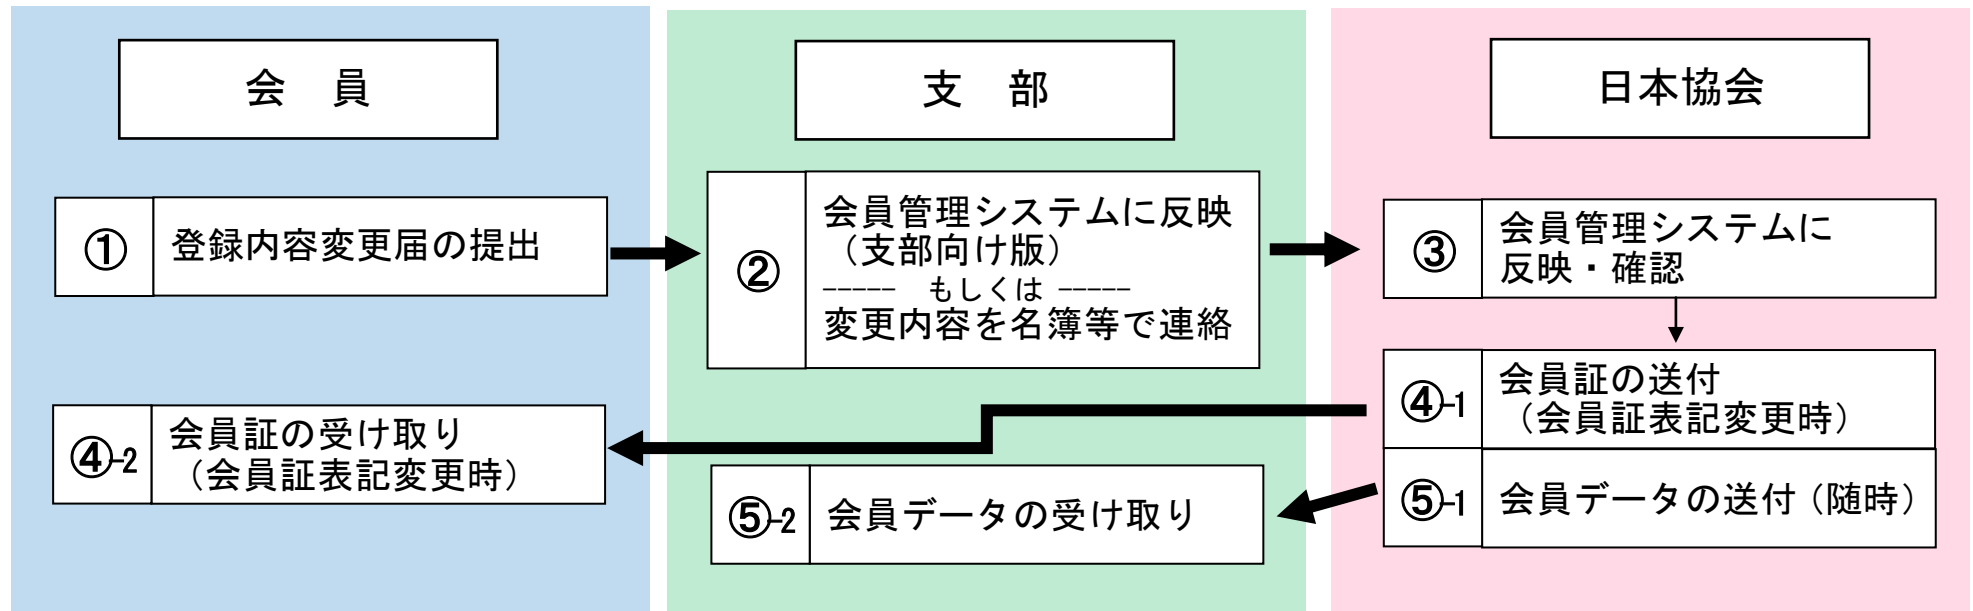 会　員
①
登録内容変更届の提出
④-2
会員証の受け取り
（会員証表記変更時）
支　部
②
会員管理システムに反映
（支部向け版）
-----　もしくは -----
変更内容を名簿等で連絡
⑤-2
会員データの受け取り
日本協会
③
会員管理システムに
反映・確認
④-1
会員証の送付
（会員証表記変更時）
⑤-1
会員データの送付（随時）